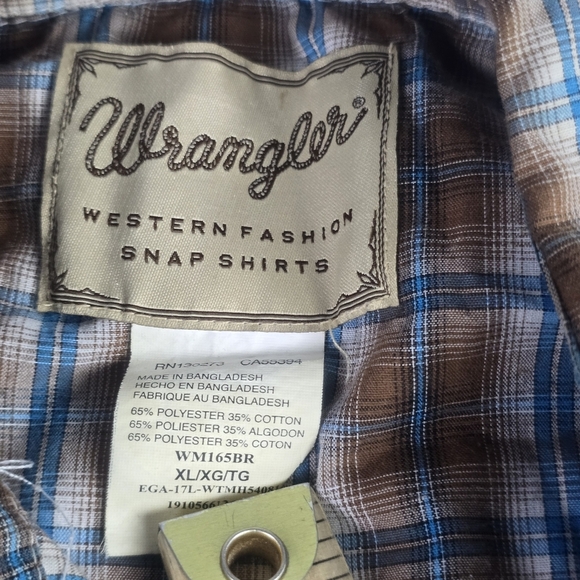 Wrangler®
WESTERN FASHION
SNAP SHIRTS
CA55394
MADE IN BANGLADESH
HECHO EN BANGLADESH
FABRIQUE AU BANGLADESH
65% POLYESTER 35% COTTON
65% POLIESTER 35% ALGODON
65% POLYESTER 35% COTON
WM165BR
XL/XG/TG